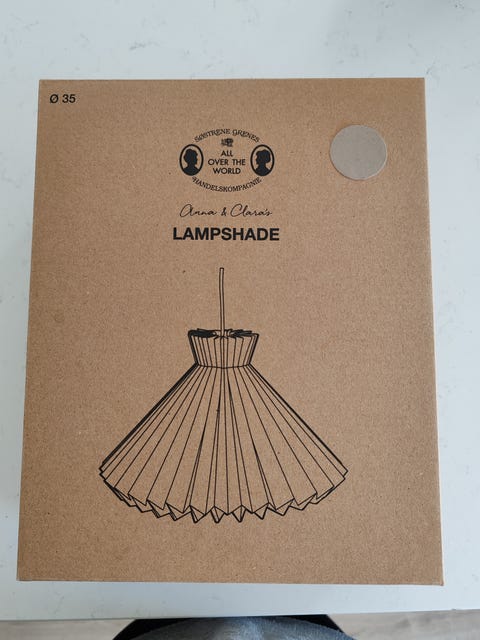 Ø 35
SØSTRENE GRENES
ALL
OVER THE
WORLD
HANDELSKOMPAGNIE
Anna & Clara's
LAMPSHADE